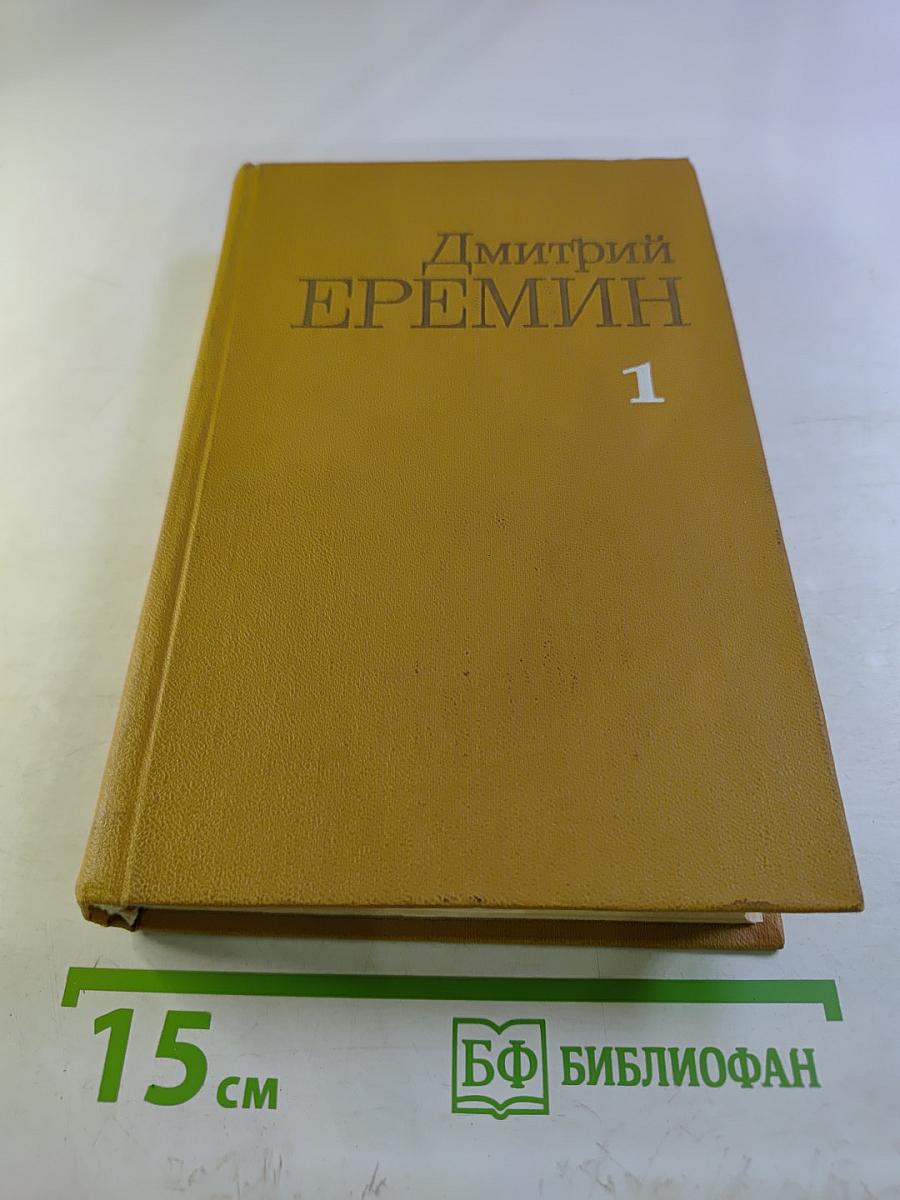 Дмитрий
ЕРЕМИН
1
15 см
БФ БИБЛИОФАН